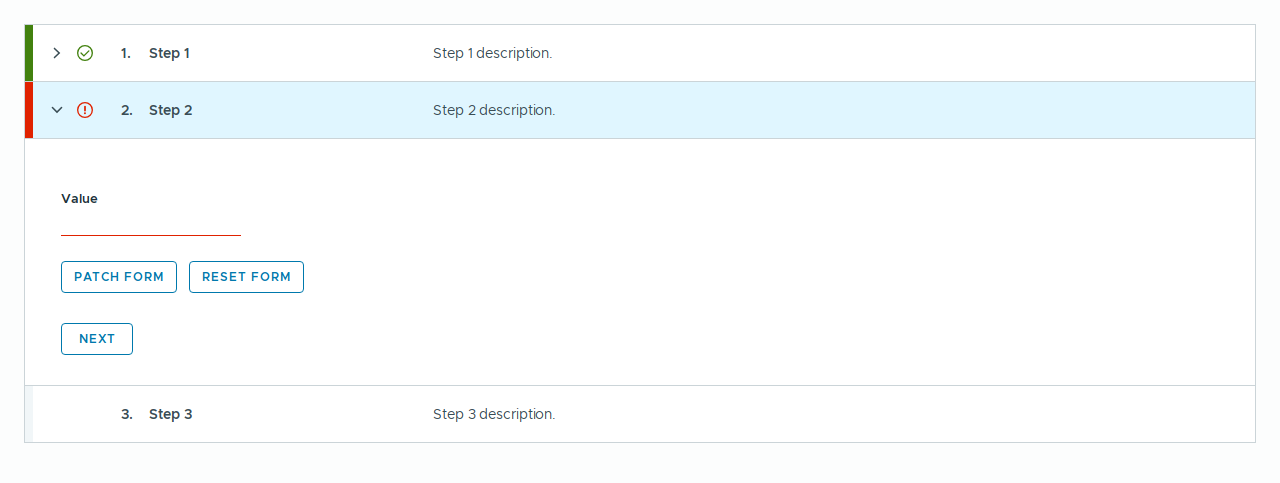 1. Step 1 Step 1 description.
2. Step 2 Step 2 description.
Value
PATCH FORM RESET FORM
NEXT
3. Step 3 Step 3 description.